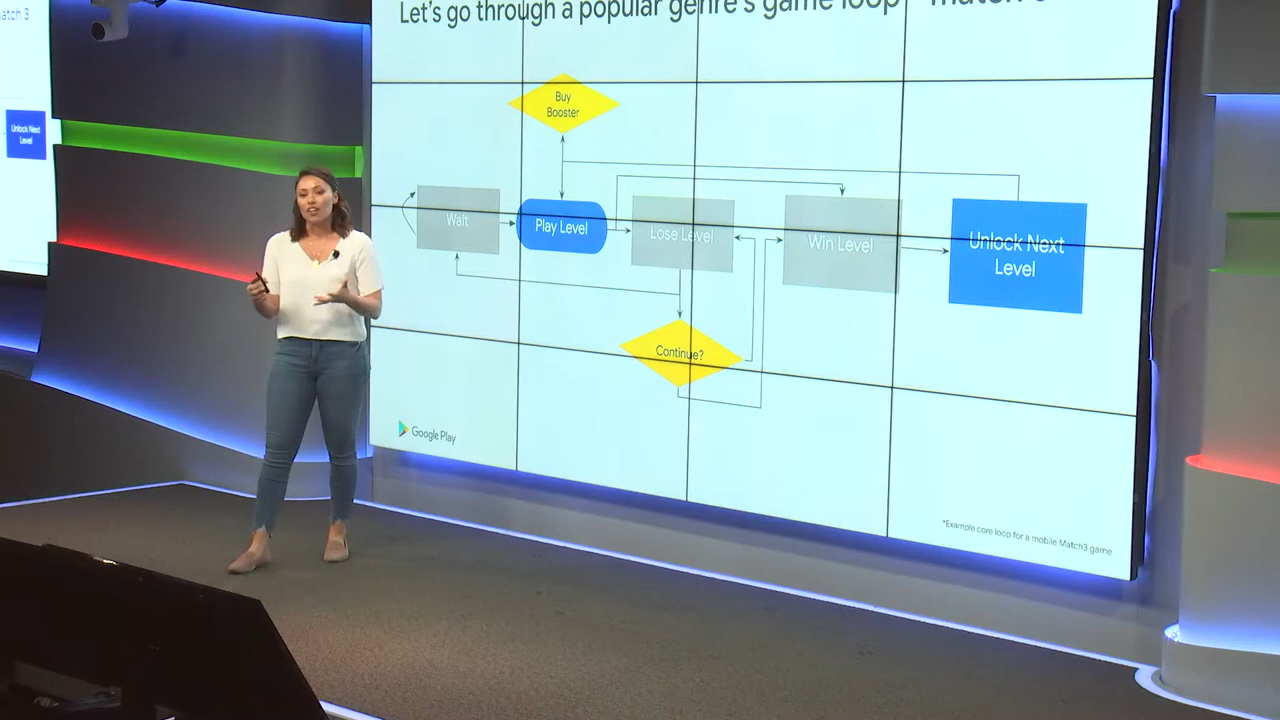 atch 3
Unlock Next
Level
Let's go through a popular genre's game loop
Buy
Booster
Wait
Play Level
Lose Level
Win Level
Unlock Next
Level
Continue?
Google Play
*Example core loop for a mobile Match3 game